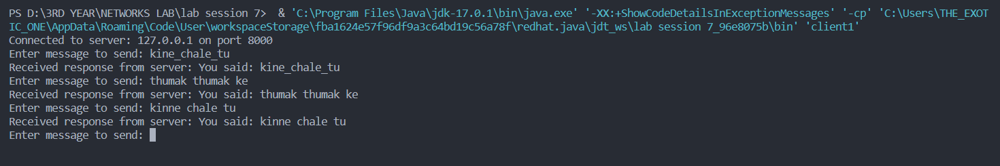 PS D:\3RD YEAR\NETWORKS LAB\lab session 7>  & 'C:\Program Files\Java\jdk-17.0.1\bin\java.exe' '-XX:+ShowCodeDetailsInExceptionMessages' '-cp' 'C:\Users\THE_EXOT
IC_ONE\AppData\Roaming\Code\User\workspaceStorage\fba1624e57f96df9a3c64bd19c56a78f\redhat.java\jdt_ws\lab session 7_96e8075b\bin' 'client1'
Connected to server: 127.0.0.1 on port 8000
Enter message to send: kine_chale_tu
Received response from server: You said: kine_chale_tu
Enter message to send: thumak thumak ke
Received response from server: You said: thumak thumak ke
Enter message to send: kinne chale tu
Received response from server: You said: kinne chale tu
Enter message to send: